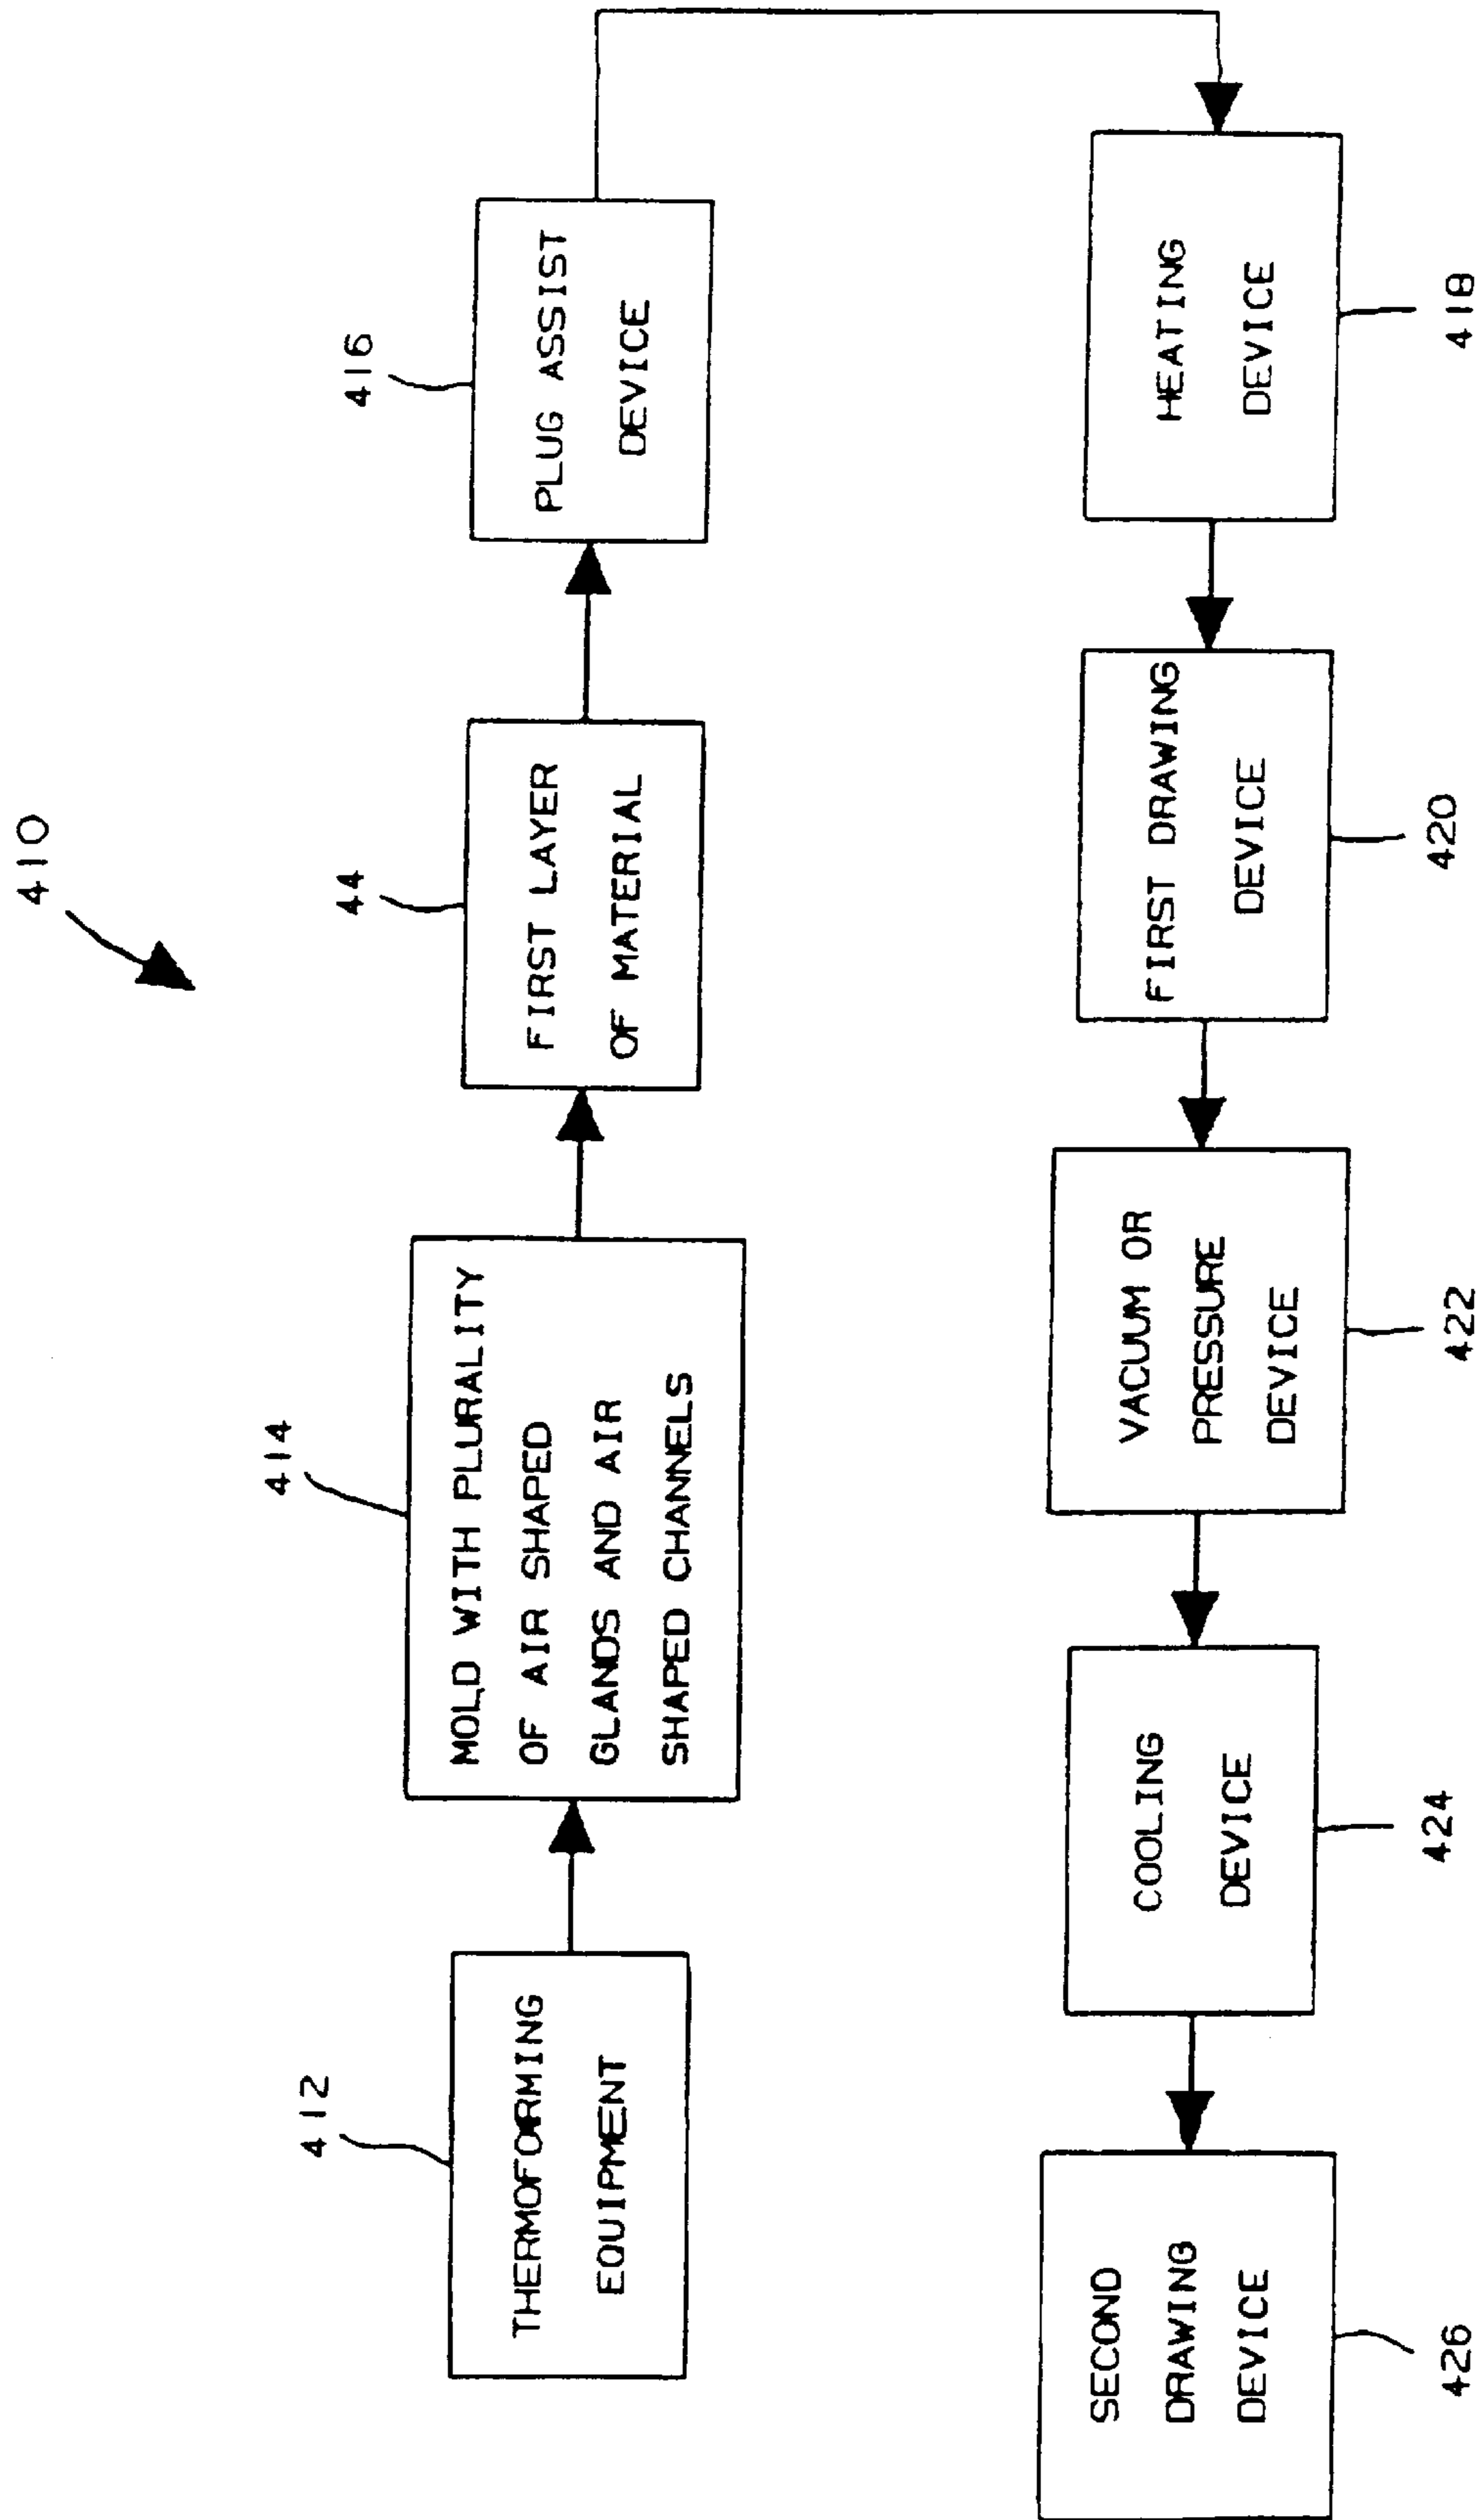 410
412
THERMOFORMING
EQUIPMENT
414
MOLD WITH PLURALITY
OF AIR SHAPED
GLANDS AND AIR
SHAPED CHANNELS
44
FIRST LAYER
OF MATERIAL
416
PLUG ASSIST
DEVICE
HEATING
DEVICE
418
FIRST DRAWING
DEVICE
420
VACUUM OR
PRESSURE
DEVICE
422
COOLING
DEVICE
424
SECOND
DRAWING
DEVICE
426